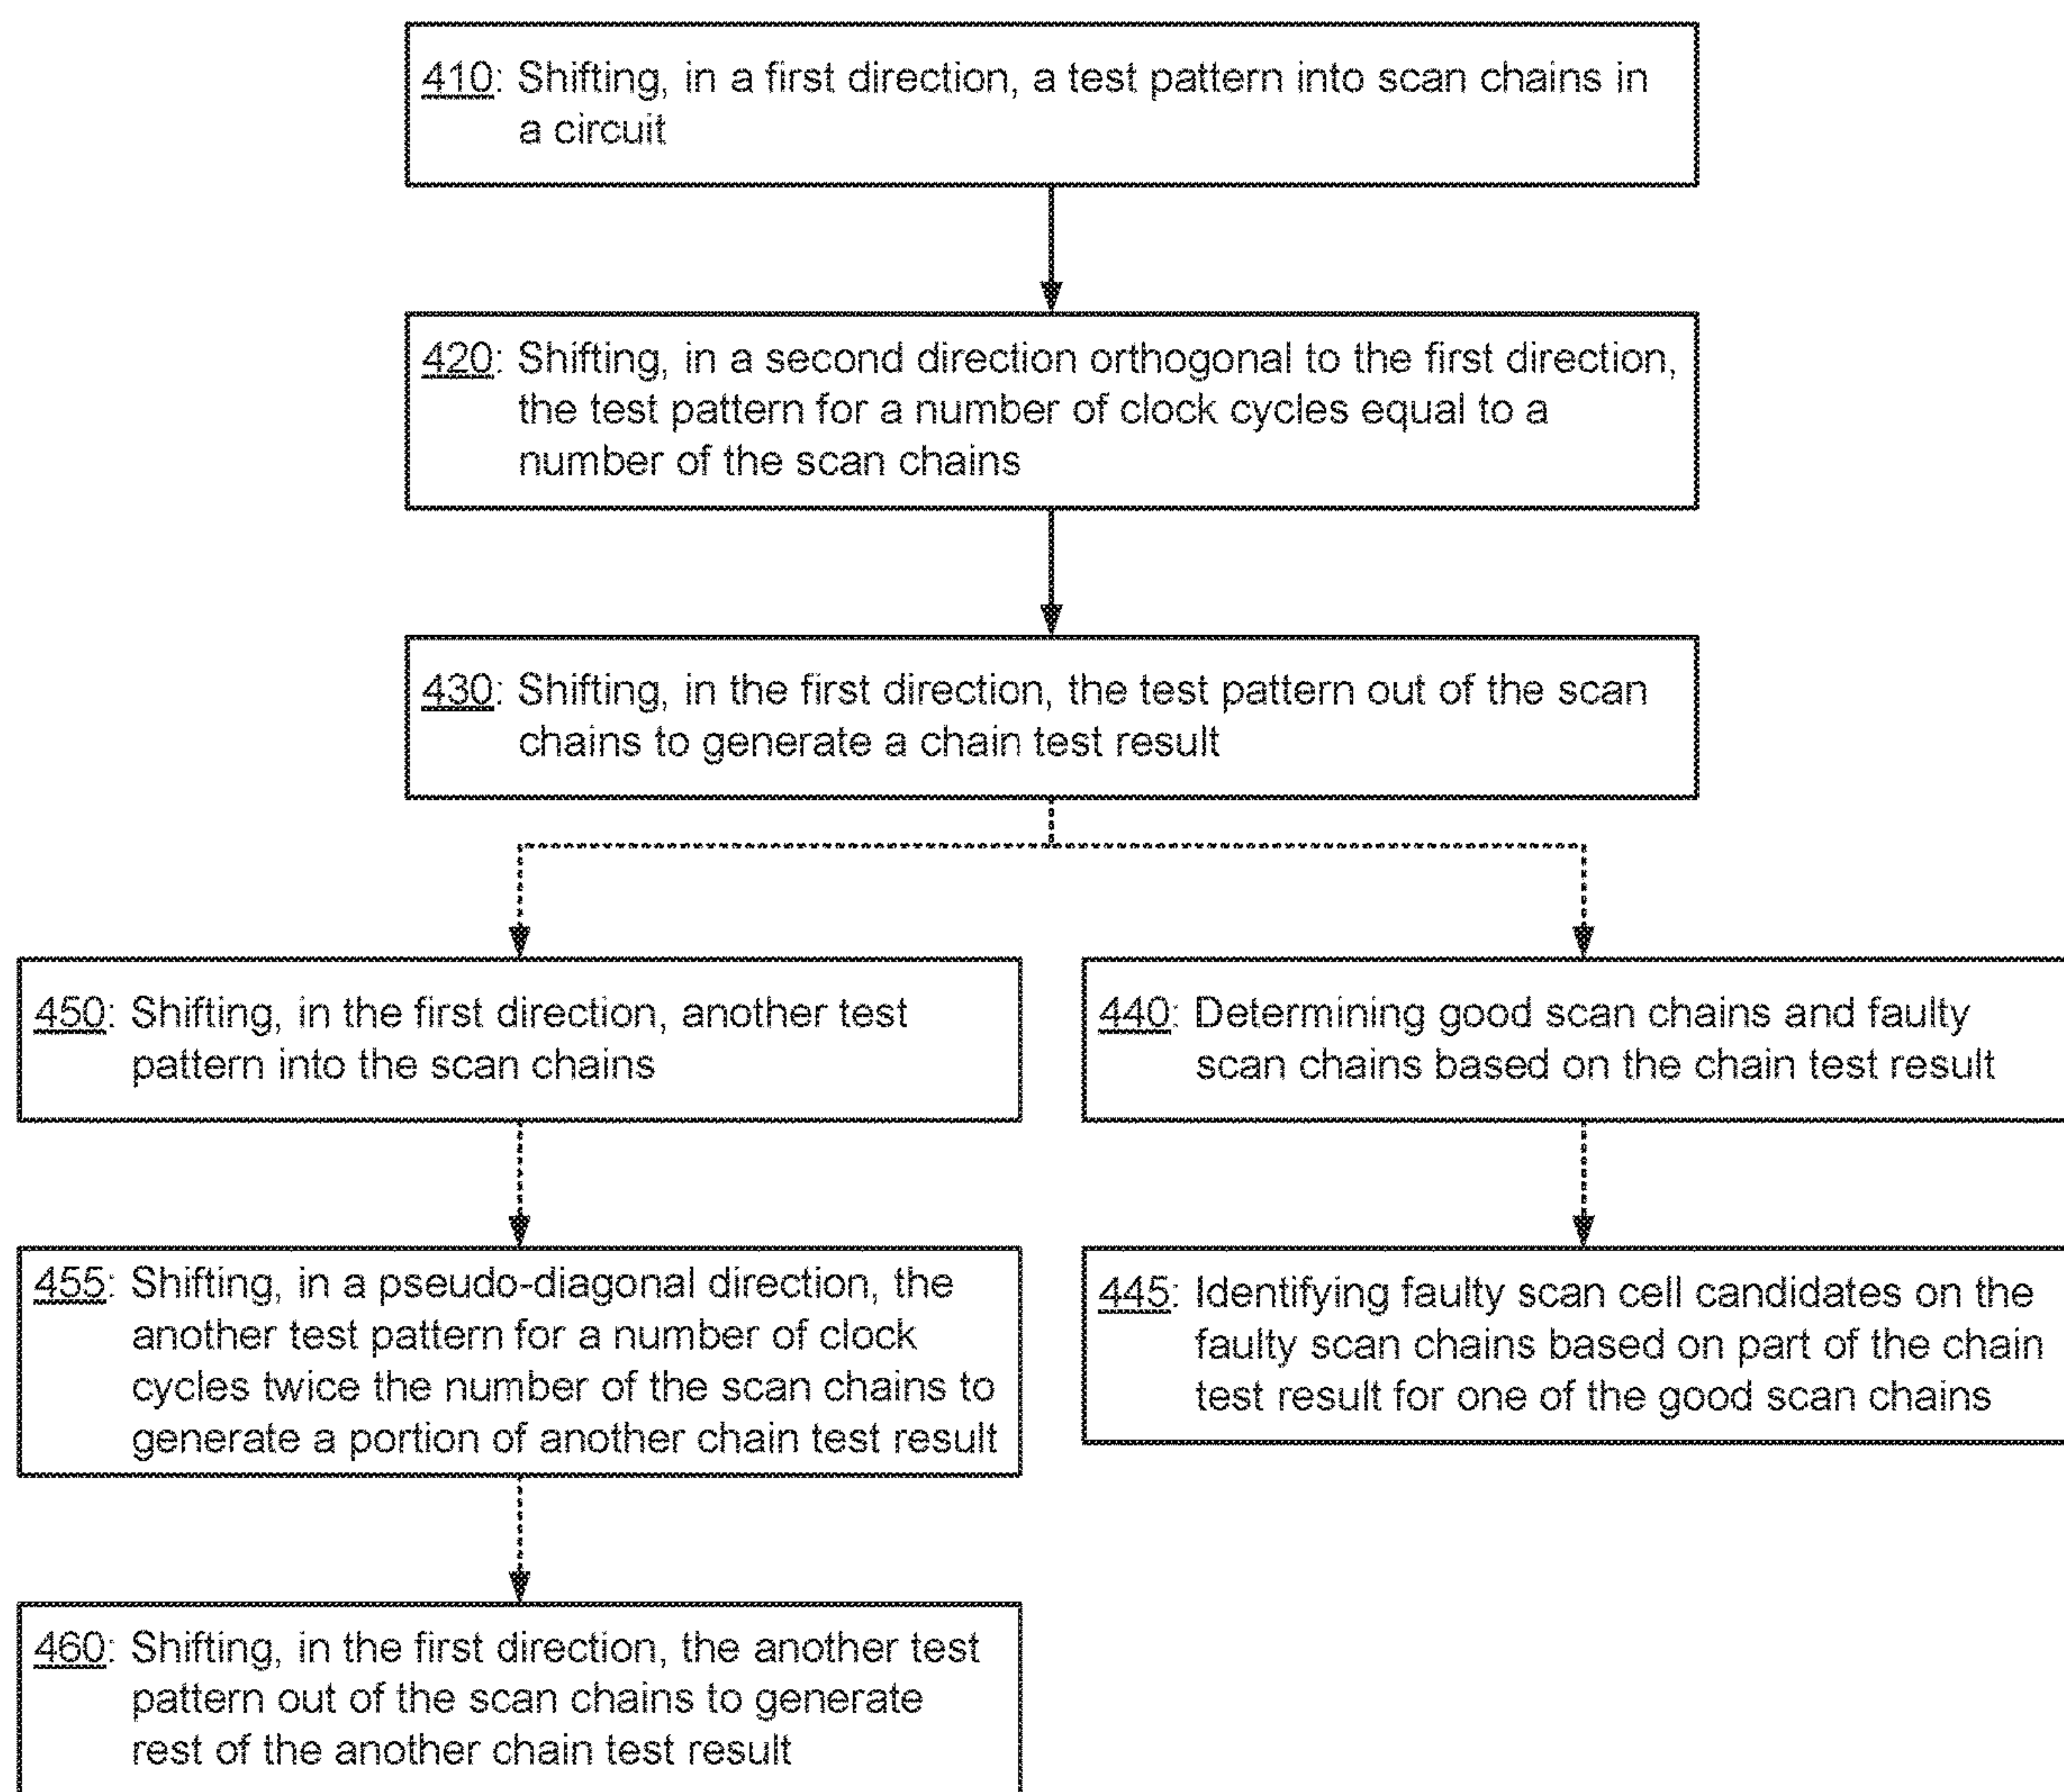 410: Shifting, in a first direction, a test pattern into scan chains in
a circuit
420: Shifting, in a second direction orthogonal to the first direction,
the test pattern for a number of clock cycles equal to a
number of the scan chains
430: Shifting, in the first direction, the test pattern out of the scan
chains to generate a chain test result
450: Shifting, in the first direction, another test
pattern into the scan chains
440: Determining good scan chains and faulty
scan chains based on the chain test result
455: Shifting, in a pseudo-diagonal direction, the
another test pattern for a number of clock
cycles twice the number of the scan chains to
generate a portion of another chain test result
445: Identifying faulty scan cell candidates on the
faulty scan chains based on part of the chain
test result for one of the good scan chains
460: Shifting, in the first direction, the another test
pattern out of the scan chains to generate
rest of the another chain test result